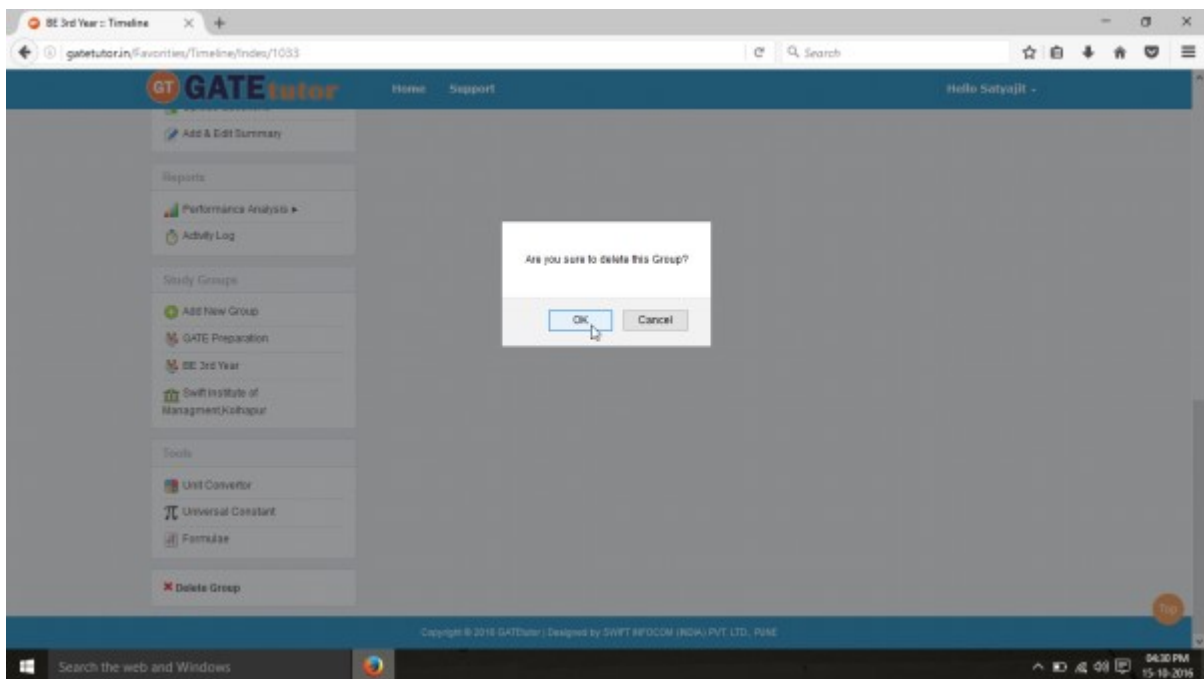 BE 3rd Year :: Timeline
gatetutor.in/Favorities/Timeline/Index/1033
Search
GT GATEtutor
Home
Support
Hello Satyajit
Add & Edit Summary
Reports
Performance Analysis
Activity Log
Study Groups
Add New Group
GATE Preparation
BE 3rd Year
Swift Institute of
Managment,Kolhapur
Tools
Unit Convertor
π Universal Constant
Formulae
Delete Group
Are you sure to delete this Group?
OK
Cancel
Top
Copyright © 2016 GATEtutor | Designed by SWIFT INFOCOM (INDIA) PVT. LTD., PUNE
Search the web and Windows
04:30 PM
15-10-2016